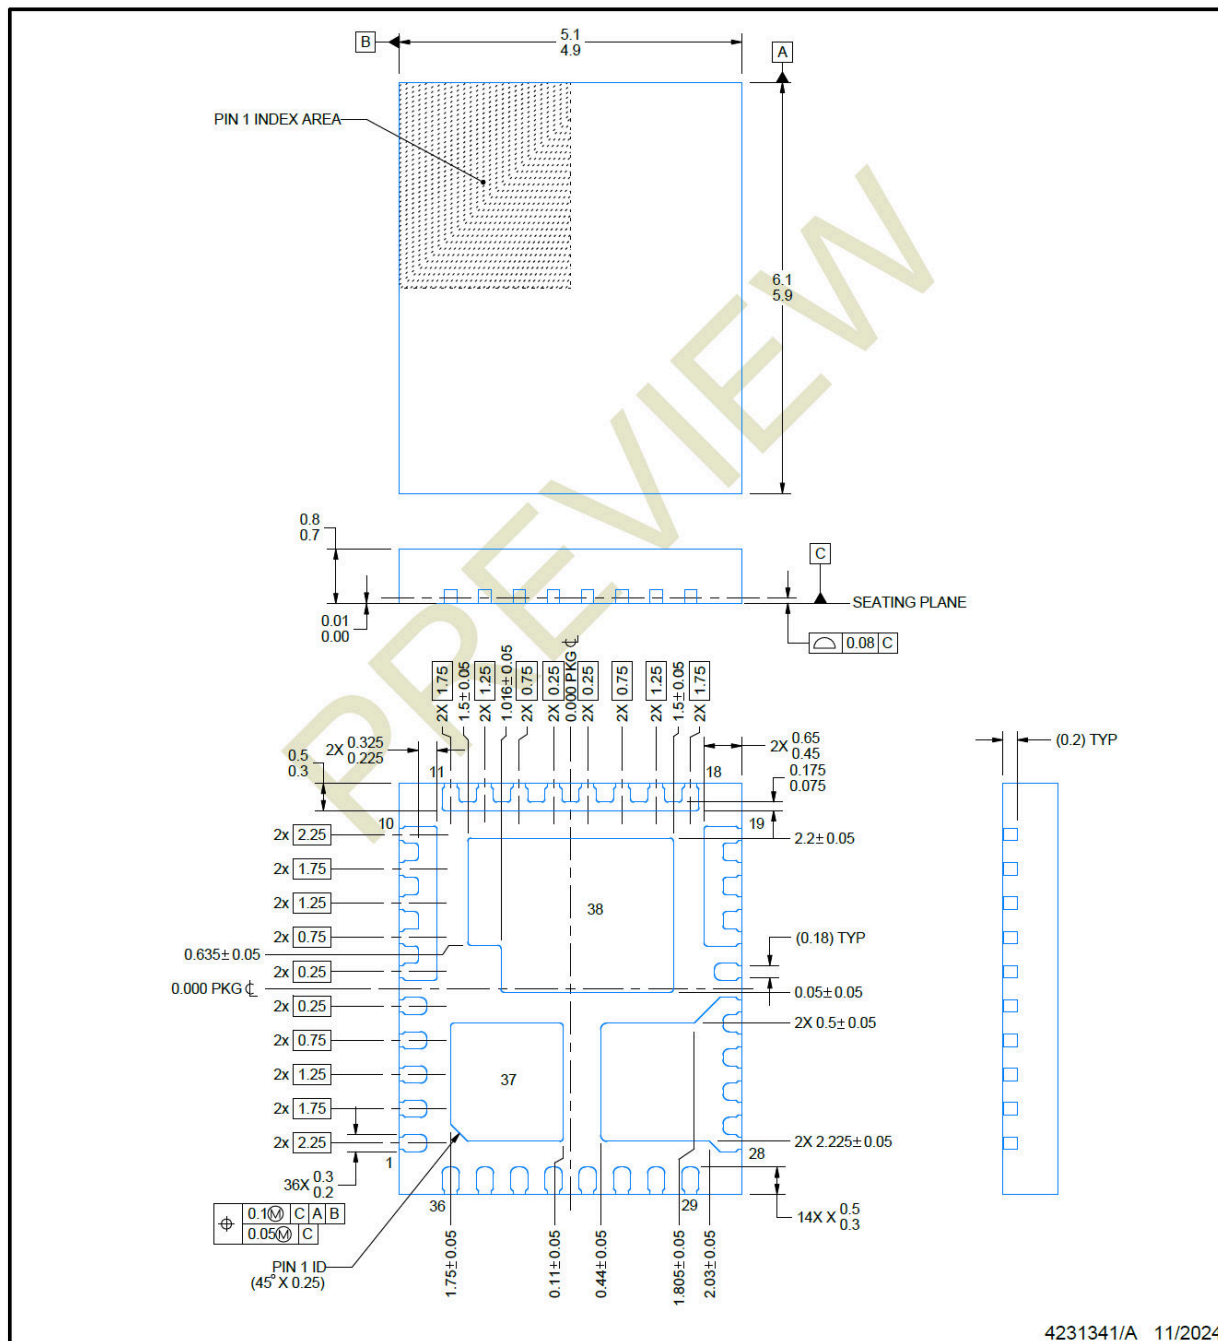 B
5.1
4.9
A
PIN 1 INDEX AREA
6.1
5.9
PREVIEW
0.8
0.7
C
0.01
0.00
SEATING PLANE
0.08 C
2X 1.75
1.5±0.05
2X 1.25
1.016±0.05
2X 0.75
2X 0.25
0.000 PKG
2X 0.25
2X 0.75
2X 1.25
1.5±0.05
2X 1.75
2X 0.325
0.225
0.5
0.3
11
18
2X 0.65
0.45
0.175
0.075
(0.2) TYP
10
19
2x 2.25
2.2±0.05
2x 1.75
2x 1.25
38
2x 0.75
(0.18) TYP
0.635±0.05
2x 0.25
0.000 PKG
0.05±0.05
2x 0.25
2X 0.5±0.05
2x 0.75
2x 1.25
37
2x 1.75
2x 2.25
2X 2.225±0.05
1
28
36X 0.3
0.2
36
29
14X X 0.5
0.3
0.1Ⓜ C A B
0.05Ⓜ C
PIN 1 ID
(45° X 0.25)
1.75±0.05
0.11±0.05
0.44±0.05
1.805±0.05
2.03±0.05
4231341/A 11/2024